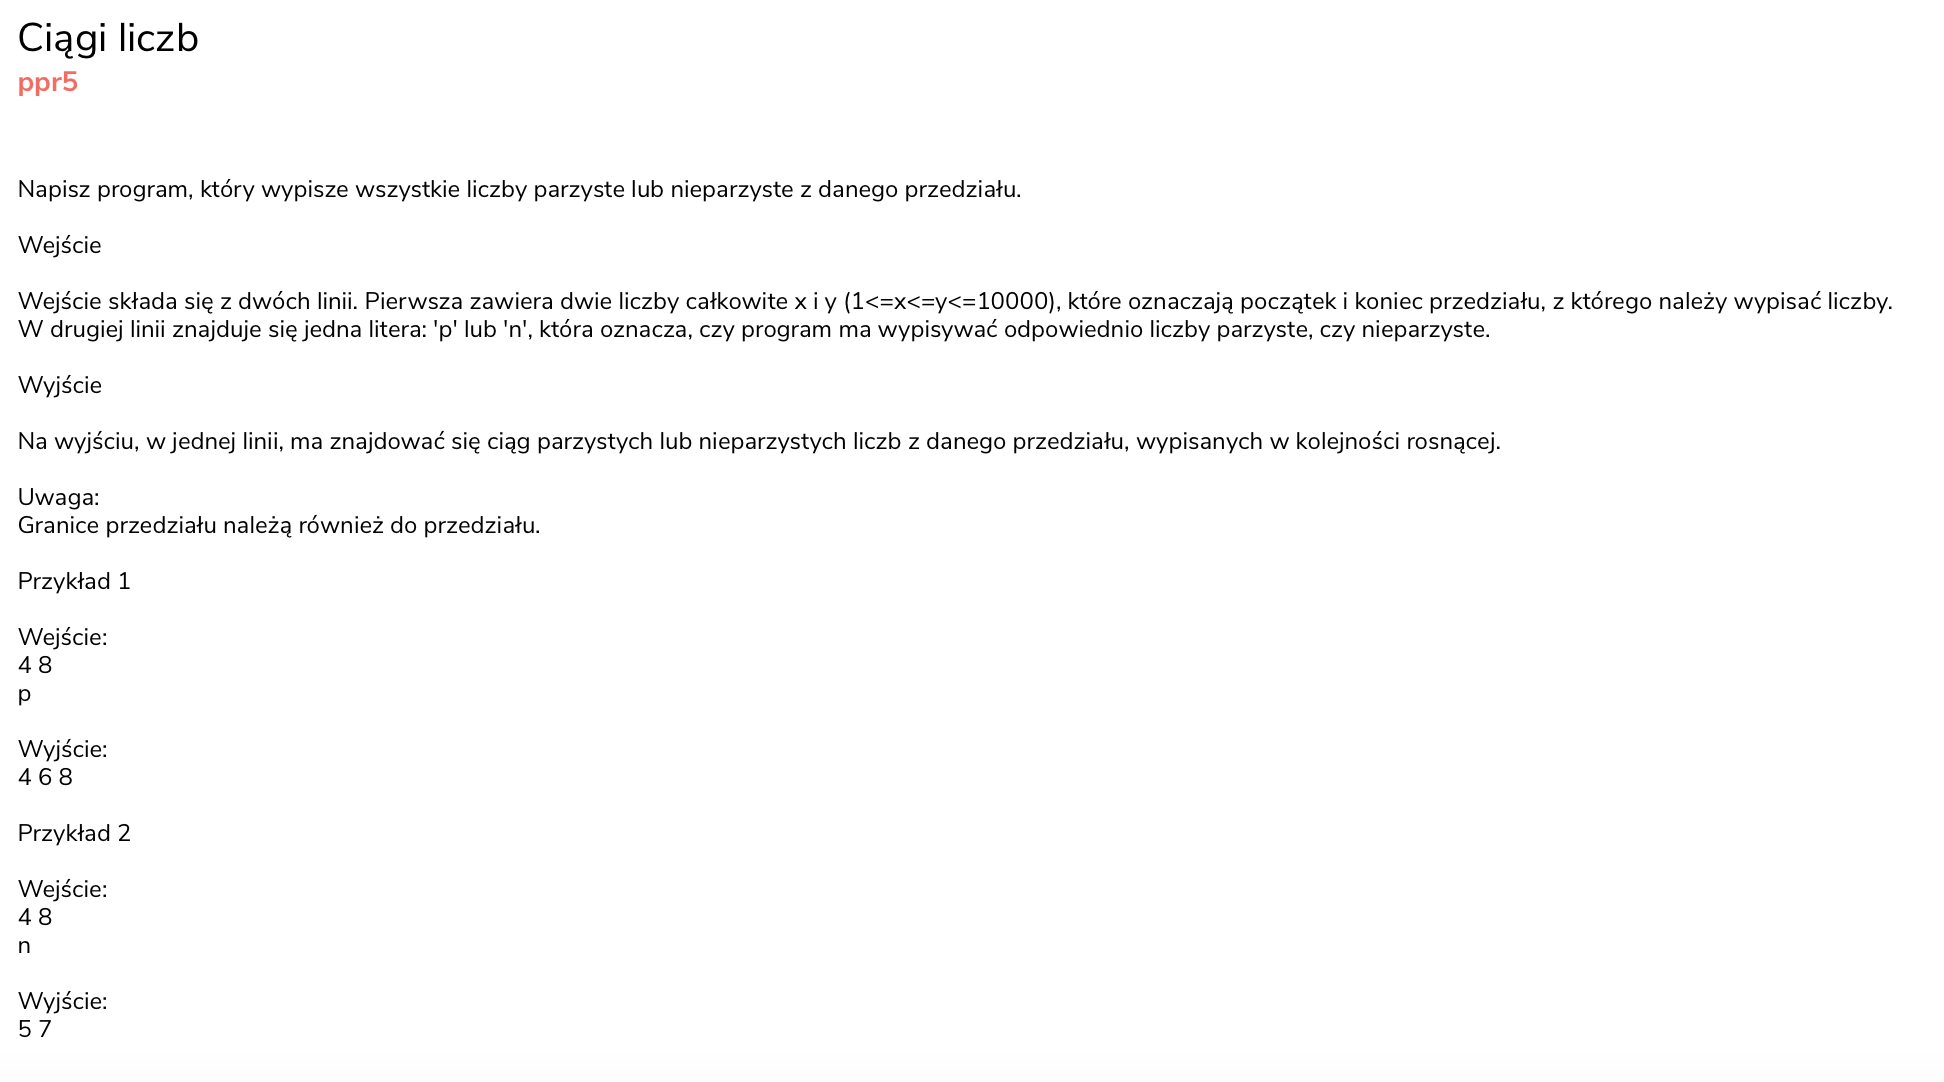 Ciągi liczb
ppr5
Napisz program, który wypisze wszystkie liczby parzyste lub nieparzyste z danego przedziału.
Wejście
Wejście składa się z dwóch linii. Pierwsza zawiera dwie liczby całkowite x i y (1<=x<=y<=10000), które oznaczają początek i koniec przedziału, z którego należy wypisać liczby.
W drugiej linii znajduje się jedna litera: 'p' lub 'n', która oznacza, czy program ma wypisywać odpowiednio liczby parzyste, czy nieparzyste.
Wyjście
Na wyjściu, w jednej linii, ma znajdować się ciąg parzystych lub nieparzystych liczb z danego przedziału, wypisanych w kolejności rosnącej.
Uwaga:
Granice przedziału należą również do przedziału.
Przykład 1
Wejście:
4 8
p
Wyjście:
4 6 8
Przykład 2
Wejście:
4 8
n
Wyjście:
5 7